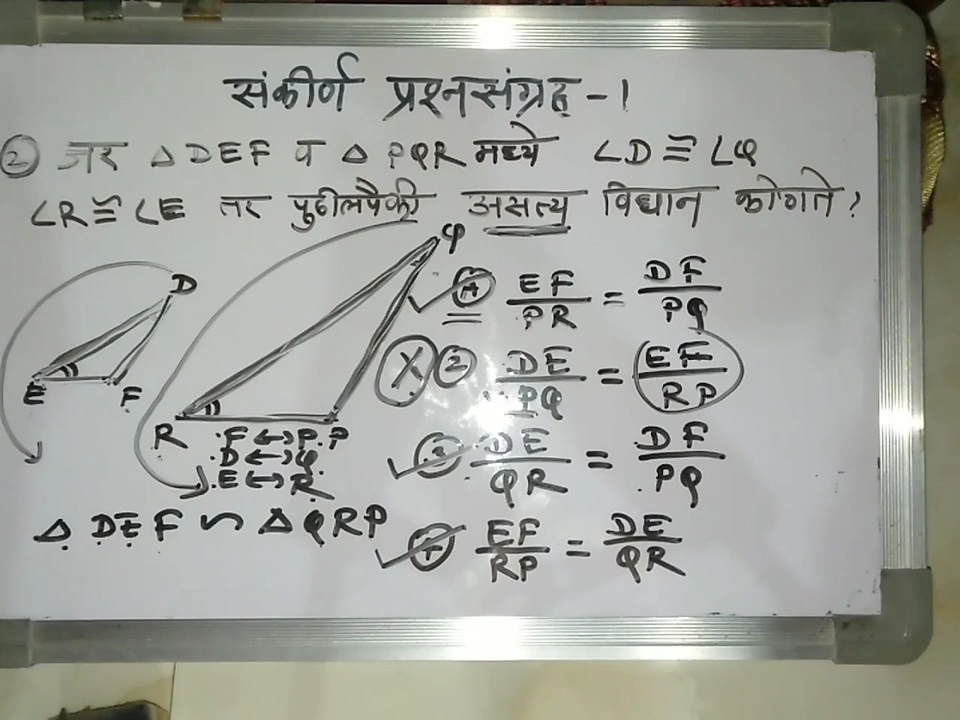 संकीर्ण प्रश्नसंग्रह - 1
② जर △ DEF व △ PQR मध्ये ∠D ≅ ∠Q
∠R ≅ ∠E तर पुढीलपैकी असत्य विधान कोणते?
D
E
F
Q
R
P
F ↔ P
D ↔ Q
E ↔ R
△ DEF ∽ △ QRP
EF/PR = DF/PQ
X ② DE/PQ = EF/RP
③ DE/QR = DF/PQ
④ EF/RP = DE/QR